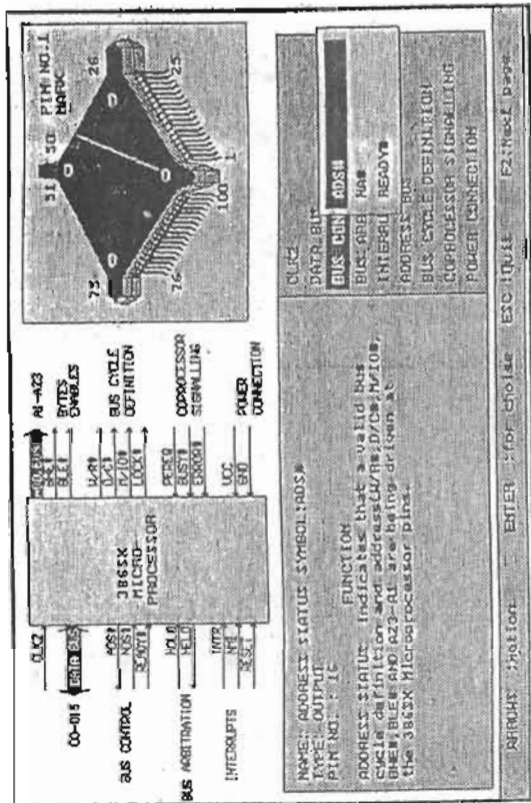 CLK2
D0-D15
DATA BUS
ADS#
READY#
BUS CONTROL
HOLD
BUS ARBITRATION
INTR
NMI
RESET
INTERRUPTS
386SX
MICRO-
PROCESSOR
A1-A23
BHE#
BLE#
BYTES
ENABLES
W/R#
D/C#
M/IO#
LOCK#
BUS CYCLE
DEFINITION
PEREQ
BUSY#
ERROR#
COPROCESSOR
SIGNALLING
VCC
GND
POWER
CONNECTION
PIN NO.1
MARK
51
50
26
25
1
100
76
73
NAME: ADDRESS STATUS SYMBOL:ADS#
TYPE: OUTPUT
PIN NO. : 16
FUNCTION
ADDRESS STATUS indicates that a valid bus
cycle definition and address(W/R#;D/C#;M/IO#,
BHE#;BLE# AND A23-A1 are being driven at
the 386SX Microprocessor pins.
CLK2
DATA BUS
BUS CON
ADS#
BUS ARB
NA#
INTERRU
READY#
ADDRESS BUS
BUS CYCLE DEFINITION
COPROCESSOR SIGNALLING
POWER CONNECTION
ARROWS :Motion
ENTER :for choise
ESC :Quit
F2:Next page